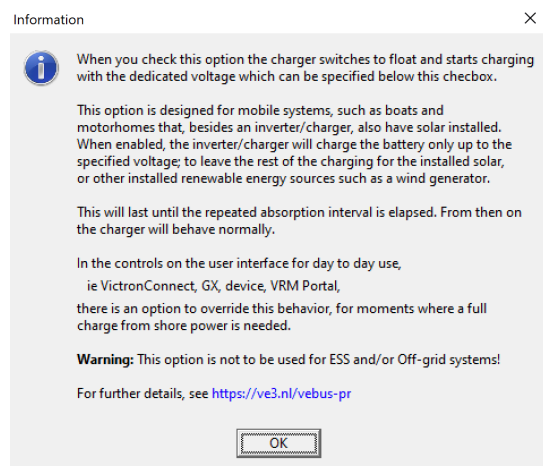 Information
When you check this option the charger switches to float and starts charging
with the dedicated voltage which can be specified below this checbox.
This option is designed for mobile systems, such as boats and
motorhomes that, besides an inverter/charger, also have solar installed.
When enabled, the inverter/charger will charge the battery only up to the
specified voltage; to leave the rest of the charging for the installed solar,
or other installed renewable energy sources such as a wind generator.
This will last until the repeated absorption interval is elapsed. From then on
the charger will behave normally.
In the controls on the user interface for day to day use,
ie VictronConnect, GX, device, VRM Portal,
there is an option to override this behavior, for moments where a full
charge from shore power is needed.
Warning: This option is not to be used for ESS and/or Off-grid systems!
For further details, see https://ve3.nl/vebus-pr
OK